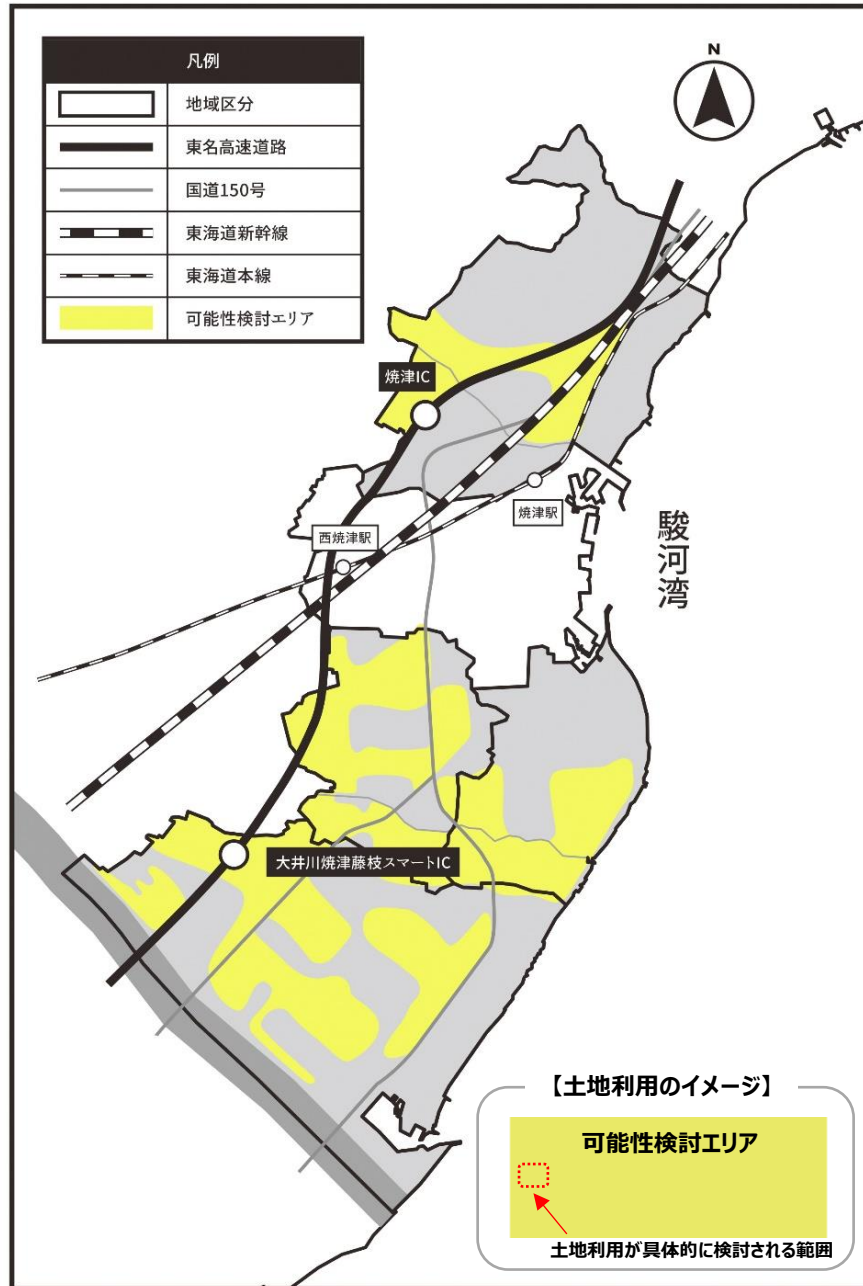 凡例
地域区分
東名高速道路
国道150号
東海道新幹線
東海道本線
可能性検討エリア
N
焼津IC
焼津駅
西焼津駅
駿河湾
大井川焼津藤枝スマートIC
【土地利用のイメージ】
可能性検討エリア
土地利用が具体的に検討される範囲